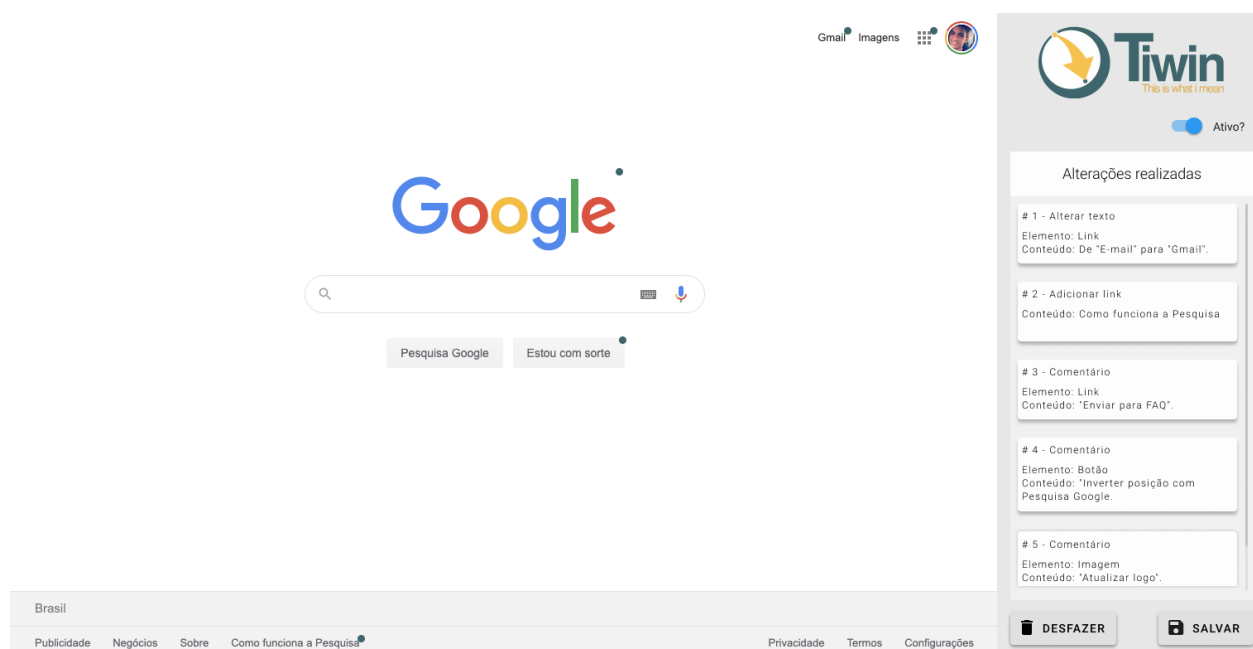 Gmail Imagens
Tiwin
This is what i mean
Ativo?
Google
Pesquisa Google
Estou com sorte
Alterações realizadas
# 1 - Alterar texto
Elemento: Link
Conteúdo: De "E-mail" para "Gmail".
# 2 - Adicionar link
Conteúdo: Como funciona a Pesquisa
# 3 - Comentário
Elemento: Link
Conteúdo: "Enviar para FAQ".
# 4 - Comentário
Elemento: Botão
Conteúdo: "Inverter posição com
Pesquisa Google.
# 5 - Comentário
Elemento: Imagem
Conteúdo: "Atualizar logo".
Brasil
Publicidade Negócios Sobre Como funciona a Pesquisa
Privacidade Termos Configurações
DESFAZER
SALVAR